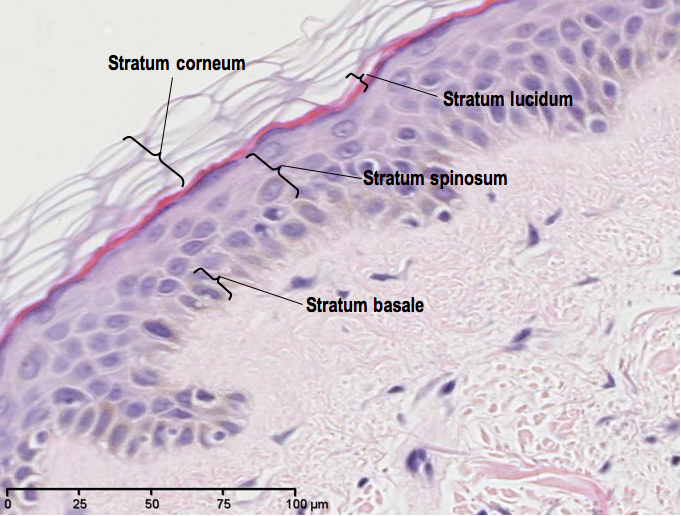 Stratum corneum
Stratum lucidum
Stratum spinosum
Stratum basale
0 25 50 75 100 µm